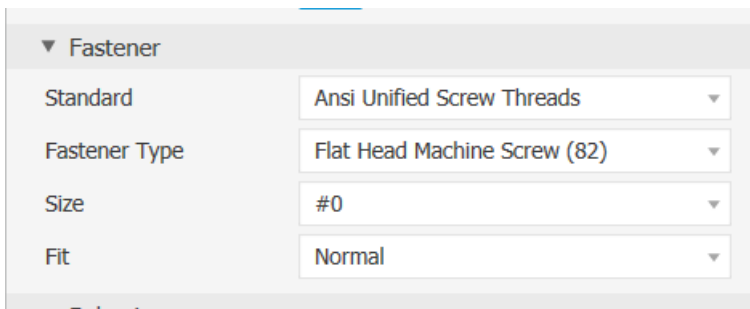 Fastener
Standard Ansi Unified Screw Threads
Fastener Type Flat Head Machine Screw (82)
Size #0
Fit Normal